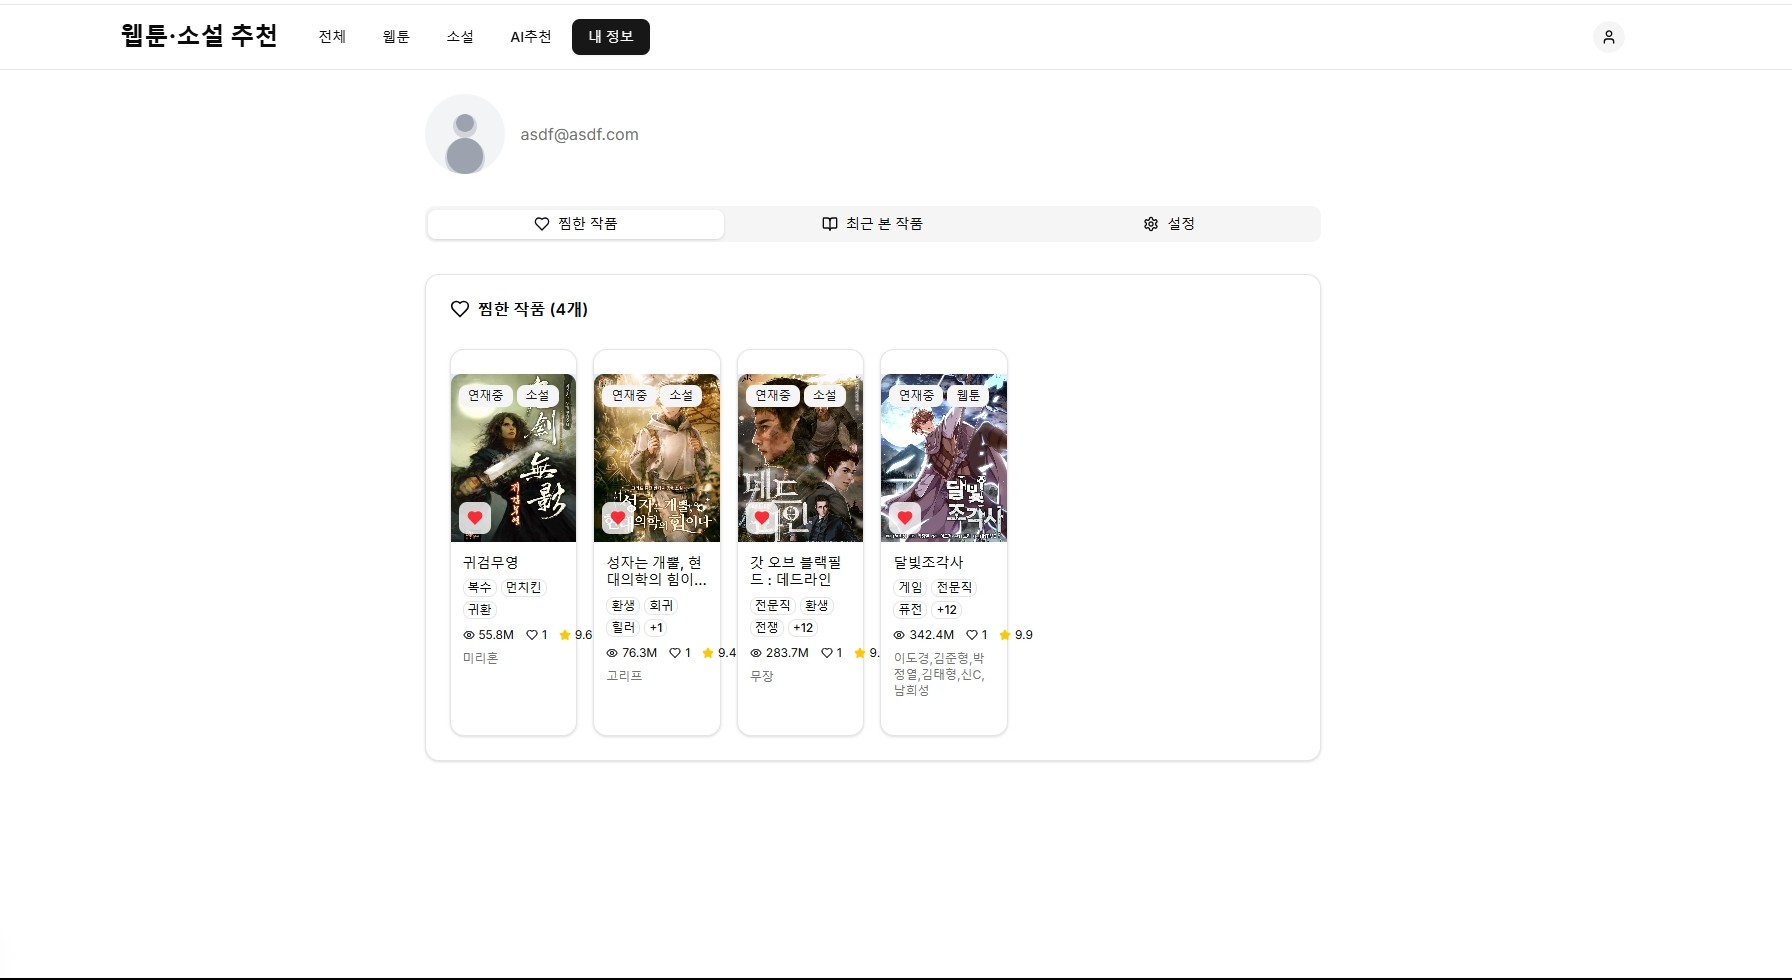 웹툰·소설 추천
전체
웹툰
소설
AI추천
내 정보
asdf@asdf.com
찜한 작품
최근 본 작품
설정
찜한 작품 (4개)
연재중 소설
劍
無
影
귀검무영
복수 먼치킨
귀환
55.8M 1 9.6
미리혼
연재중 소설
성자는 개뿔,
현대의학의 힘이다
성자는 개뿔, 현
대의학의 힘이...
환생 회귀
힐러 +1
76.3M 1 9.4
고리프
연재중 소설
데드
라인
갓 오브 블랙필
드 : 데드라인
전문직 환생
전쟁 +12
283.7M 1 9.
무장
연재중 웹툰
달빛
조각사
달빛조각사
게임 전문직
퓨전 +12
342.4M 1 9.9
이도경,김준형,박
정열,김태형,신C,
남희성